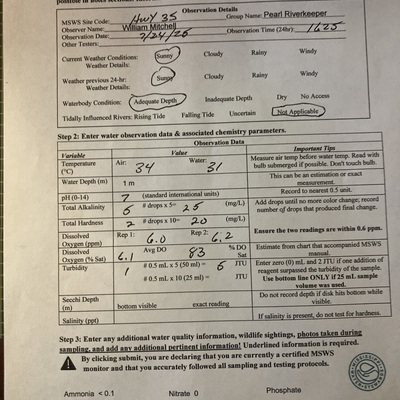 Observation Details
MSWS Site Code: Hwy 35 Group Name: Pearl Riverkeeper
Observer Name: William Mitchell
Observation Date: 7/24/25 Observation Time (24hr): 1625
Other Testers:
Current Weather Conditions: Sunny Cloudy Rainy Windy
Weather Details:
Weather previous 24-hr: Sunny Cloudy Rainy Windy
Weather Details:
Waterbody Condition: Adequate Depth Inadequate Depth Dry No Access
Tidally Influenced Rivers: Rising Tide Falling Tide Uncertain Not Applicable
Step 2: Enter water observation data & associated chemistry parameters.
Observation Data
Variable Value Important Tips
Temperature (°C) Air: 34 Water: 31 Measure air temp before water temp. Read with bulb submerged if possible. Don't touch bulb.
Water Depth (m) 1 m This can be an estimation or exact measurement.
pH (0-14) 7 (standard international units) Record to nearest 0.5 unit.
Total Alkalinity 5 # drops x 5= 25 (mg/L) Add drops until no more color change; record number of drops that produced final change.
Total Hardness 2 # drops x 10= 20 (mg/L)
Dissolved Oxygen (ppm) Rep 1: 6.0 Rep 2: 6.2 Ensure the two readings are within 0.6 ppm.
Dissolved Oxygen (% Sat) 6.1 Avg DO 83 % DO Sat Estimate from chart that accompanied MSWS manual.
Turbidity 1 # 0.5 mL x 5 (50 ml) = 5 JTU Enter zero (0) mL and 2 JTU if one addition of reagent surpassed the turbidity of the sample.
# 0.5 mL x 10 (25 ml) = JTU Use bottom line ONLY if 25 mL sample volume was used.
Secchi Depth (m) bottom visible exact reading Do not record depth if disk hits bottom while visible.
Salinity (ppt) If salinity is present, do not test for hardness.
Step 3: Enter any additional water quality information, wildlife sightings, photos taken during sampling, and add any additional pertinent information! Underlined information is required.
By clicking submit, you are declaring that you are currently a certified MSWS
monitor and that you accurately followed all sampling and testing protocols.
Ammonia < 0.1 Nitrate 0 Phosphate